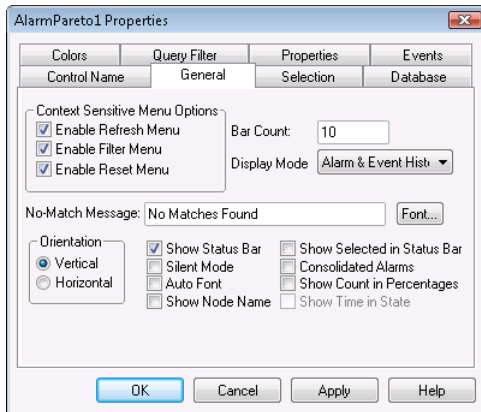 AlarmPareto1 Properties
Colors Query Filter Properties Events
Control Name General Selection Database
Context Sensitive Menu Options
Enable Refresh Menu
Enable Filter Menu
Enable Reset Menu
Bar Count: 10
Display Mode Alarm & Event Histo
No-Match Message: No Matches Found Font...
Orientation
Vertical
Horizontal
Show Status Bar
Silent Mode
Auto Font
Show Node Name
Show Selected in Status Bar
Consolidated Alarms
Show Count in Percentages
Show Time in State
OK Cancel Apply Help